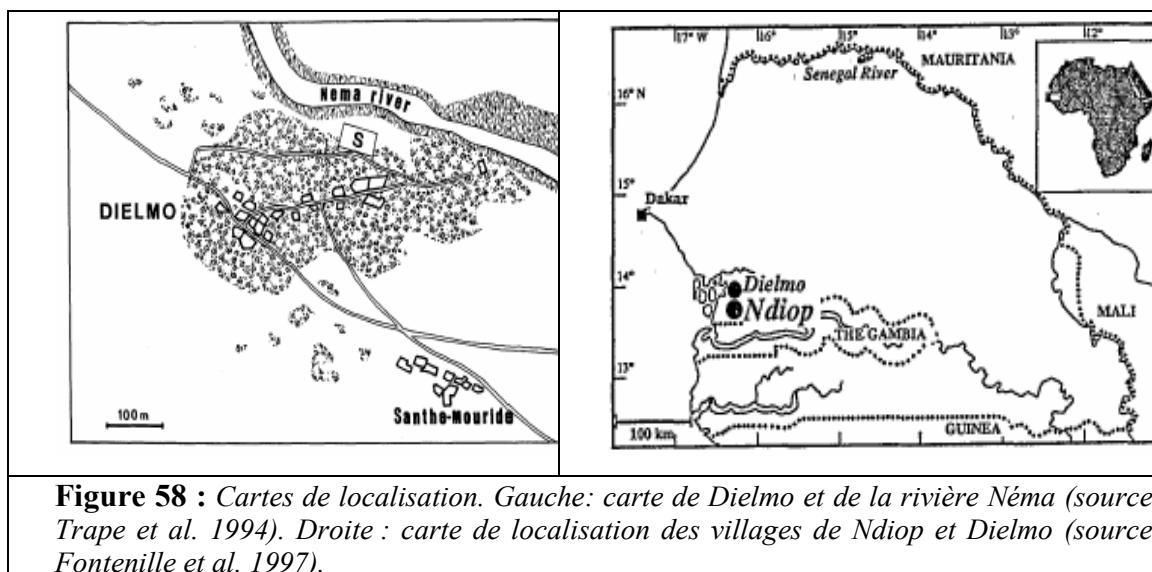 Nema river
S
DIELMO
Santhe-Mouride
100 m
17° W
16°
15°
14°
13°
12°
MAURITANIA
Senegal River
16° N
15°
Dakar
14°
Dielmo
Ndiop
MALI
THE GAMBIA
13°
100 km
GUINEA
Figure 58 : Cartes de localisation. Gauche: carte de Dielmo et de la rivière Néma (source
Trape et al. 1994). Droite : carte de localisation des villages de Ndiop et Dielmo (source
Fontenille et al. 1997).